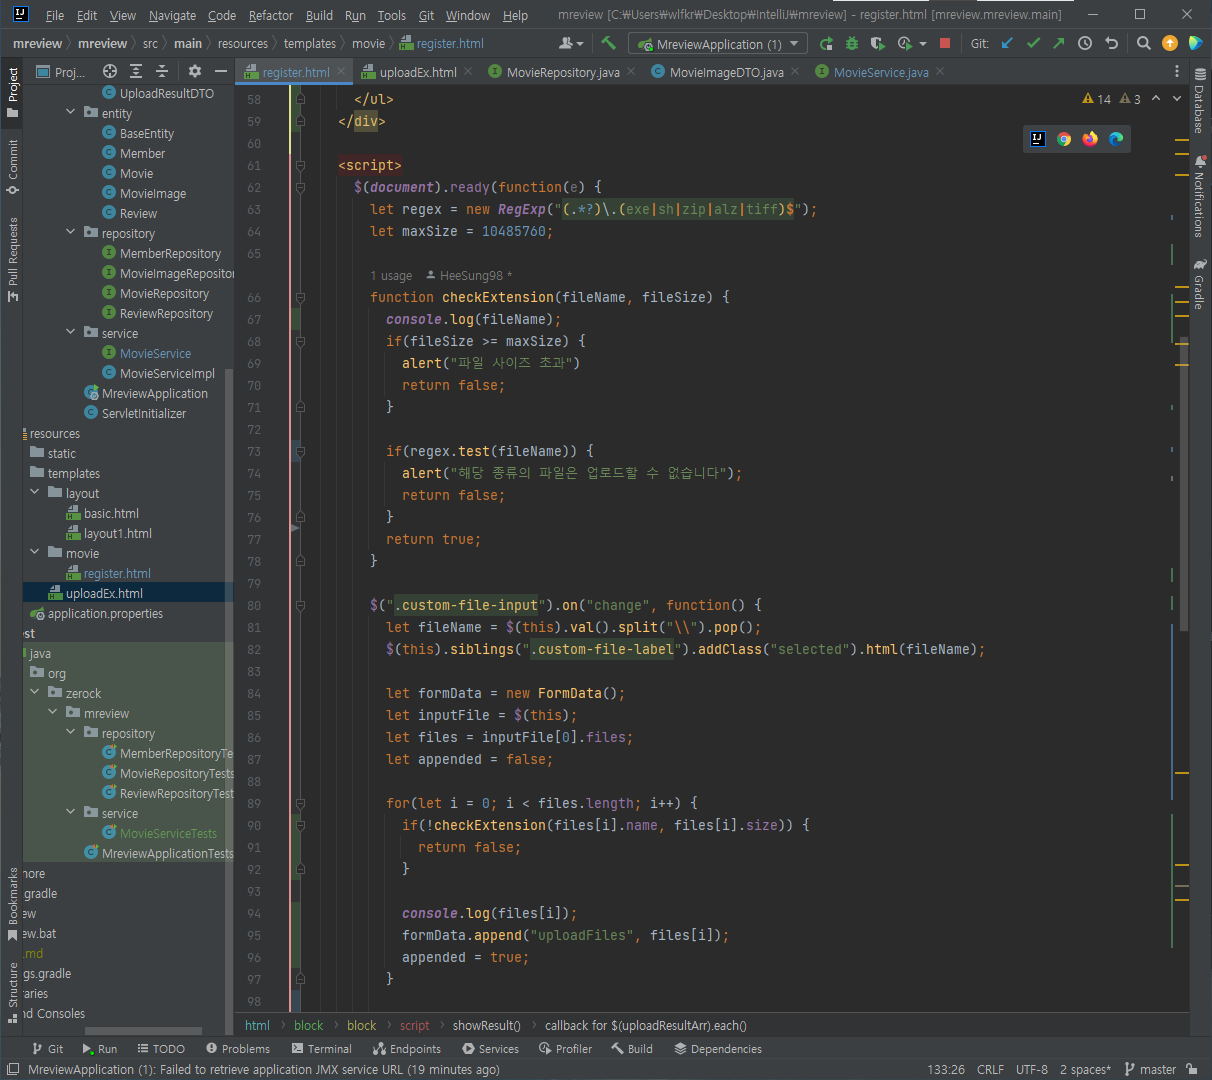 File Edit View Navigate Code Refactor Build Run Tools Git Window Help mreview [C:₩Users₩wlfkr₩Desktop₩IntelliJ₩mreview] - register.html [mreview.mreview.main]
mreview mreview src main resources templates movie register.html MreviewApplication (1) Git:
Proj... register.html uploadEx.html MovieRepository.java MovieImageDTO.java MovieService.java
Project
Commit
Pull Requests
Bookmarks
Structure
Database
Notifications
Gradle
UploadResultDTO
entity
BaseEntity
Member
Movie
MovieImage
Review
repository
MemberRepository
MovieImageRepositor
MovieRepository
ReviewRepository
service
MovieService
MovieServiceImpl
MreviewApplication
ServletInitializer
resources
static
templates
layout
basic.html
layout1.html
movie
register.html
uploadEx.html
application.properties
est
java
org
zerock
mreview
repository
MemberRepositoryTe
MovieRepositoryTests
ReviewRepositoryTest
service
MovieServiceTests
MreviewApplicationTests
nore
gradle
ew
ew.bat
.md
gs.gradle
raries
nd Consoles
14 3
58 </ul>
59 </div>
60
61 <script>
62 $(document).ready(function(e) {
63 let regex = new RegExp("(.*?)\.(exe|sh|zip|alz|tiff)$");
64 let maxSize = 10485760;
65
1 usage HeeSung98 *
66 function checkExtension(fileName, fileSize) {
67 console.log(fileName);
68 if(fileSize >= maxSize) {
69 alert("파일 사이즈 초과")
70 return false;
71 }
72
73 if(regex.test(fileName)) {
74 alert("해당 종류의 파일은 업로드할 수 없습니다");
75 return false;
76 }
77 return true;
78 }
79
80 $(".custom-file-input").on("change", function() {
81 let fileName = $(this).val().split("\\").pop();
82 $(this).siblings(".custom-file-label").addClass("selected").html(fileName);
83
84 let formData = new FormData();
85 let inputFile = $(this);
86 let files = inputFile[0].files;
87 let appended = false;
88
89 for(let i = 0; i < files.length; i++) {
90 if(!checkExtension(files[i].name, files[i].size)) {
91 return false;
92 }
93
94 console.log(files[i]);
95 formData.append("uploadFiles", files[i]);
96 appended = true;
97 }
98
html block block script showResult() callback for $(uploadResultArr).each()
Git Run TODO Problems Terminal Endpoints Services Profiler Build Dependencies
MreviewApplication (1): Failed to retrieve application JMX service URL (19 minutes ago) 133:26 CRLF UTF-8 2 spaces* master